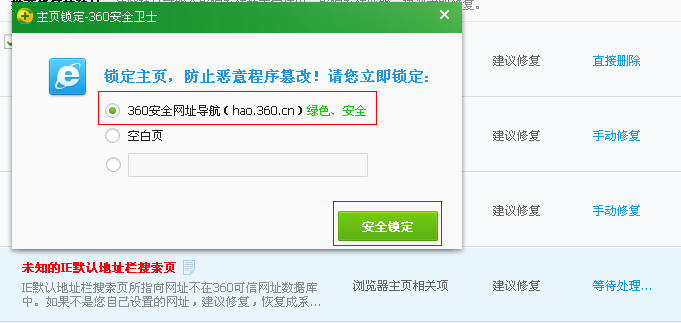 主页锁定-360安全卫士
锁定主页，防止恶意程序篡改！请您立即锁定：
360安全网址导航（hao.360.cn）绿色、安全
空白页
安全锁定
建议修复 直接删除
建议修复 手动修复
建议修复 手动修复
未知的IE默认地址栏搜索页
IE默认地址栏搜索页所指向网址不在360可信网址数据库
中。如果不是您自己设置的网址，建议修复，恢复成系...
浏览器主页相关项 建议修复 等待处理...